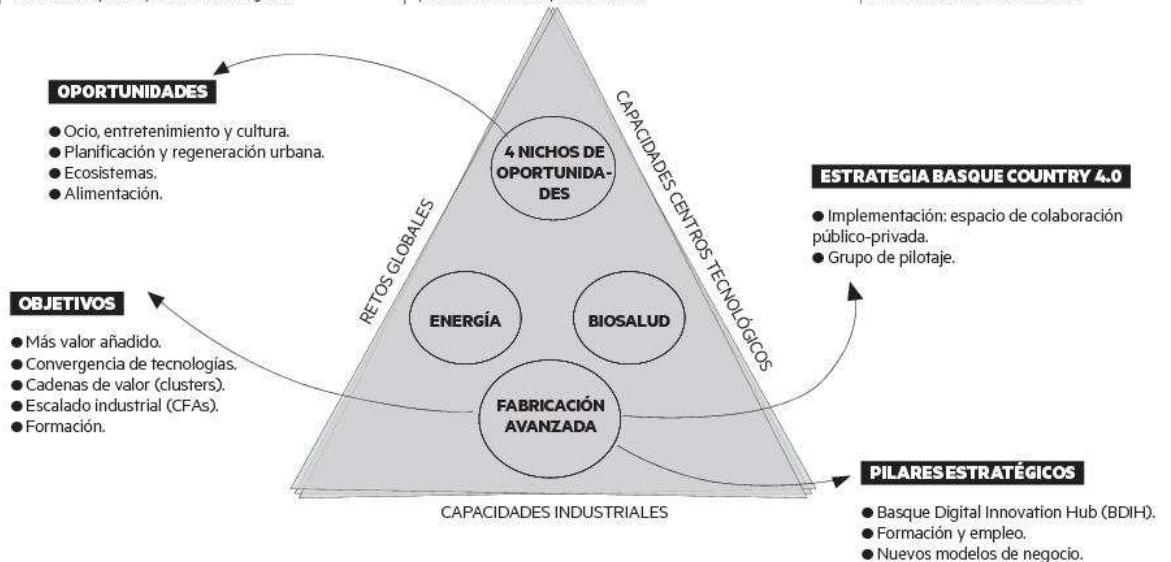 OPORTUNIDADES
● Ocio, entretenimiento y cultura.
● Planificación y regeneración urbana.
● Ecosistemas.
● Alimentación.
4 NICHOS DE
OPORTUNIDA-
DES
RETOS GLOBALES
CAPACIDADES CENTROS TECNOLÓGICOS
ESTRATEGIA BASQUE COUNTRY 4.0
● Implementación: espacio de colaboración
público-privada.
● Grupo de pilotaje.
OBJETIVOS
● Más valor añadido.
● Convergencia de tecnologías.
● Cadenas de valor (clusters).
● Escalado industrial (CFAs).
● Formación.
ENERGÍA
BIOSALUD
FABRICACIÓN
AVANZADA
CAPACIDADES INDUSTRIALES
PILARES ESTRATÉGICOS
● Basque Digital Innovation Hub (BDIH).
● Formación y empleo.
● Nuevos modelos de negocio.